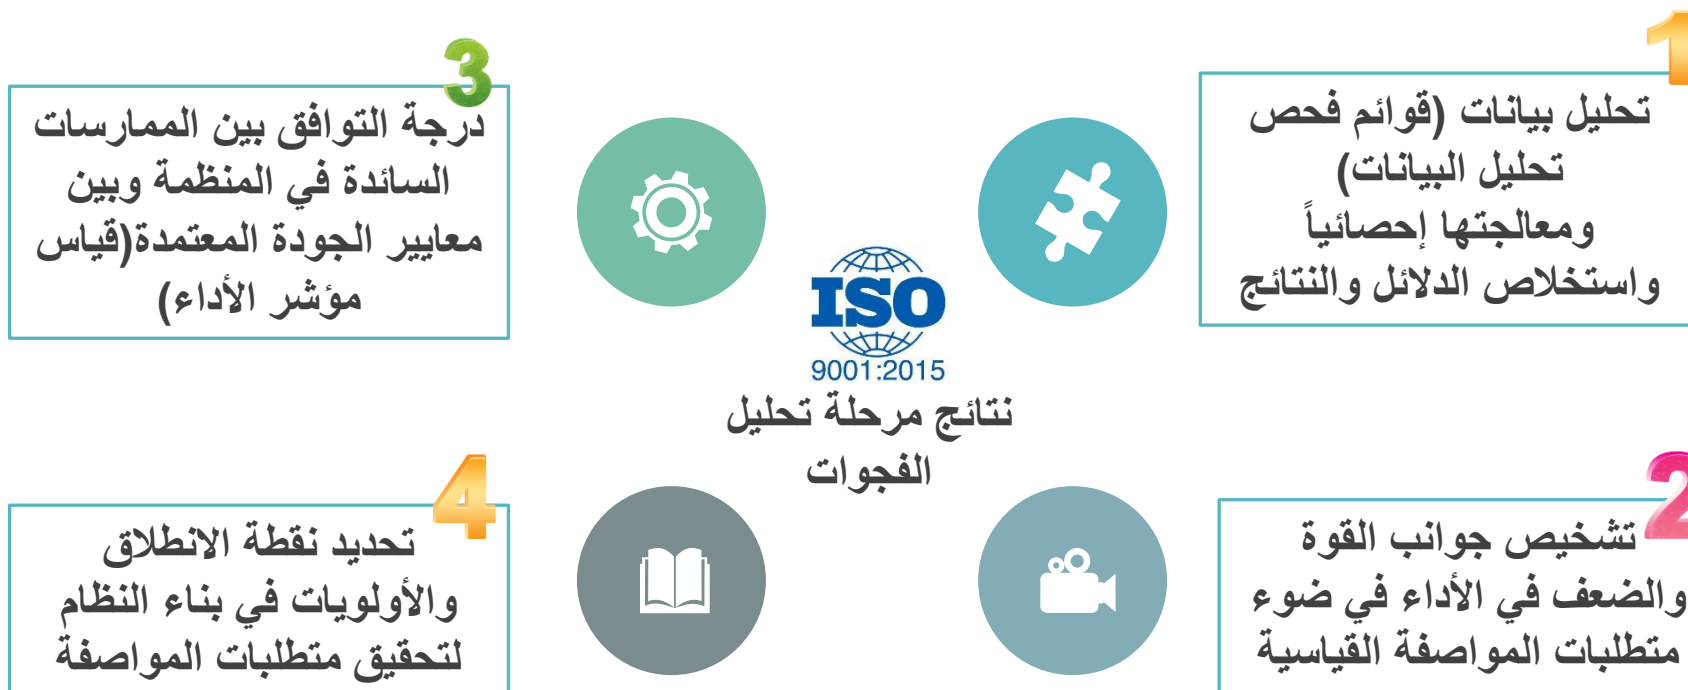 1
تحليل بيانات (قوائم فحص
تحليل البيانات)
ومعالجتها إحصائياً
واستخلاص الدلائل والنتائج
2
تشخيص جوانب القوة
والضعف في الأداء في ضوء
متطلبات المواصفة القياسية
3
درجة التوافق بين الممارسات
السائدة في المنظمة وبين
معايير الجودة المعتمدة(قياس
مؤشر الأداء)
4
تحديد نقطة الانطلاق
والأولويات في بناء النظام
لتحقيق متطلبات المواصفة
ISO
9001:2015
نتائج مرحلة تحليل
الفجوات